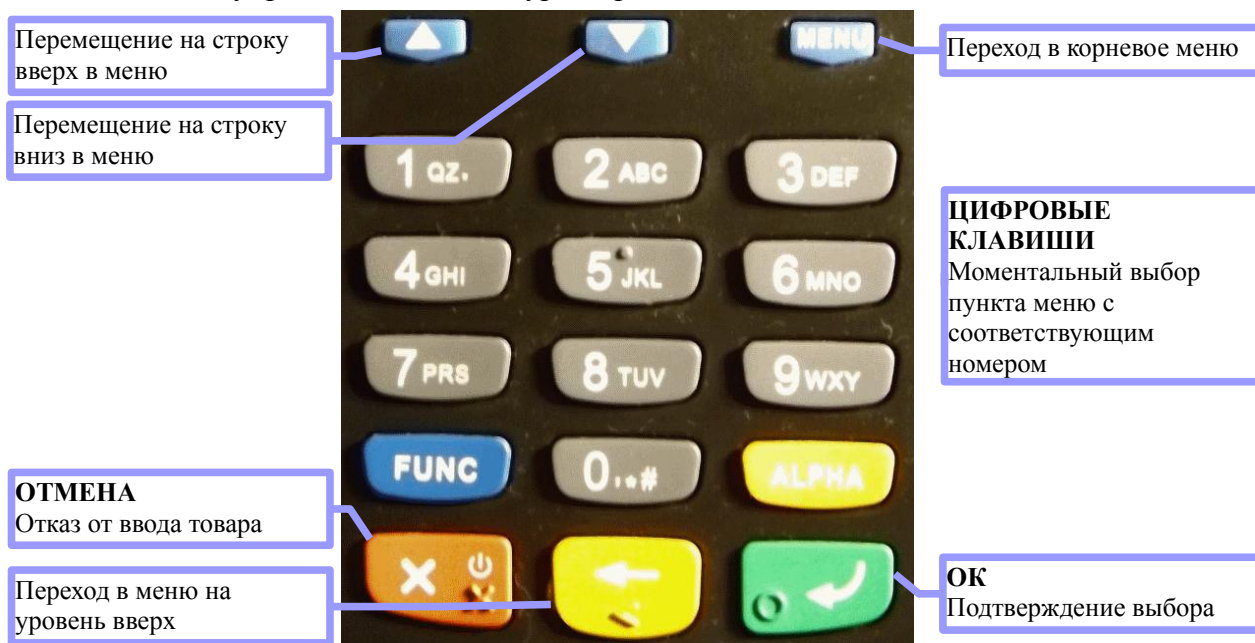 Перемещение на строку
вверх в меню
MENU
Переход в корневое меню
Перемещение на строку
вниз в меню
1 QZ.
2 ABC
3 DEF
ЦИФРОВЫЕ
КЛАВИШИ
Моментальный выбор
пункта меню с
соответствующим
номером
4 GHI
5 JKL
6 MNO
7 PRS
8 TUV
9 WXY
FUNC
0.,*#
ALPHA
ОТМЕНА
Отказ от ввода товара
Переход в меню на
уровень вверх
ОК
Подтверждение выбора